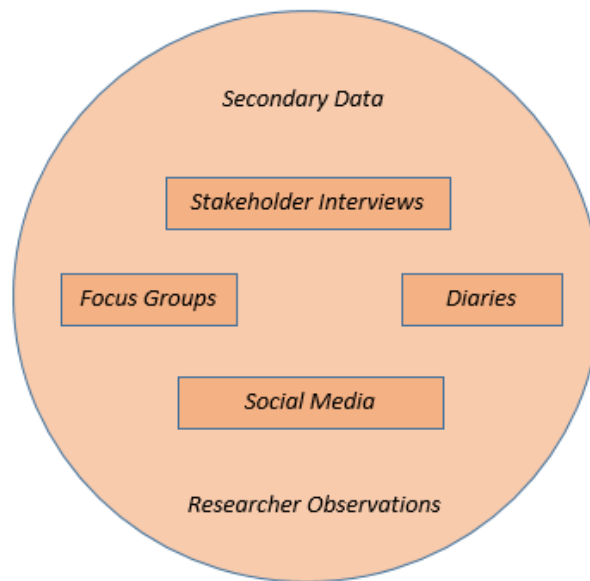 Secondary Data
Stakeholder Interviews
Focus Groups
Diaries
Social Media
Researcher Observations